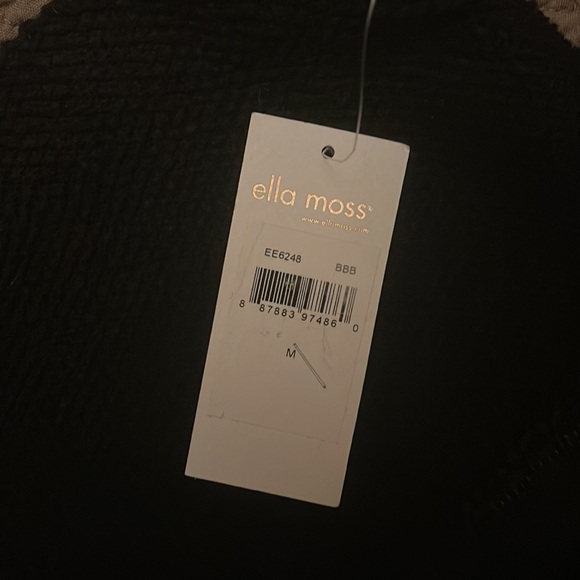 ella moss
www.ellamoss.com
EE6248 BBB
8 87883 97486 0
M